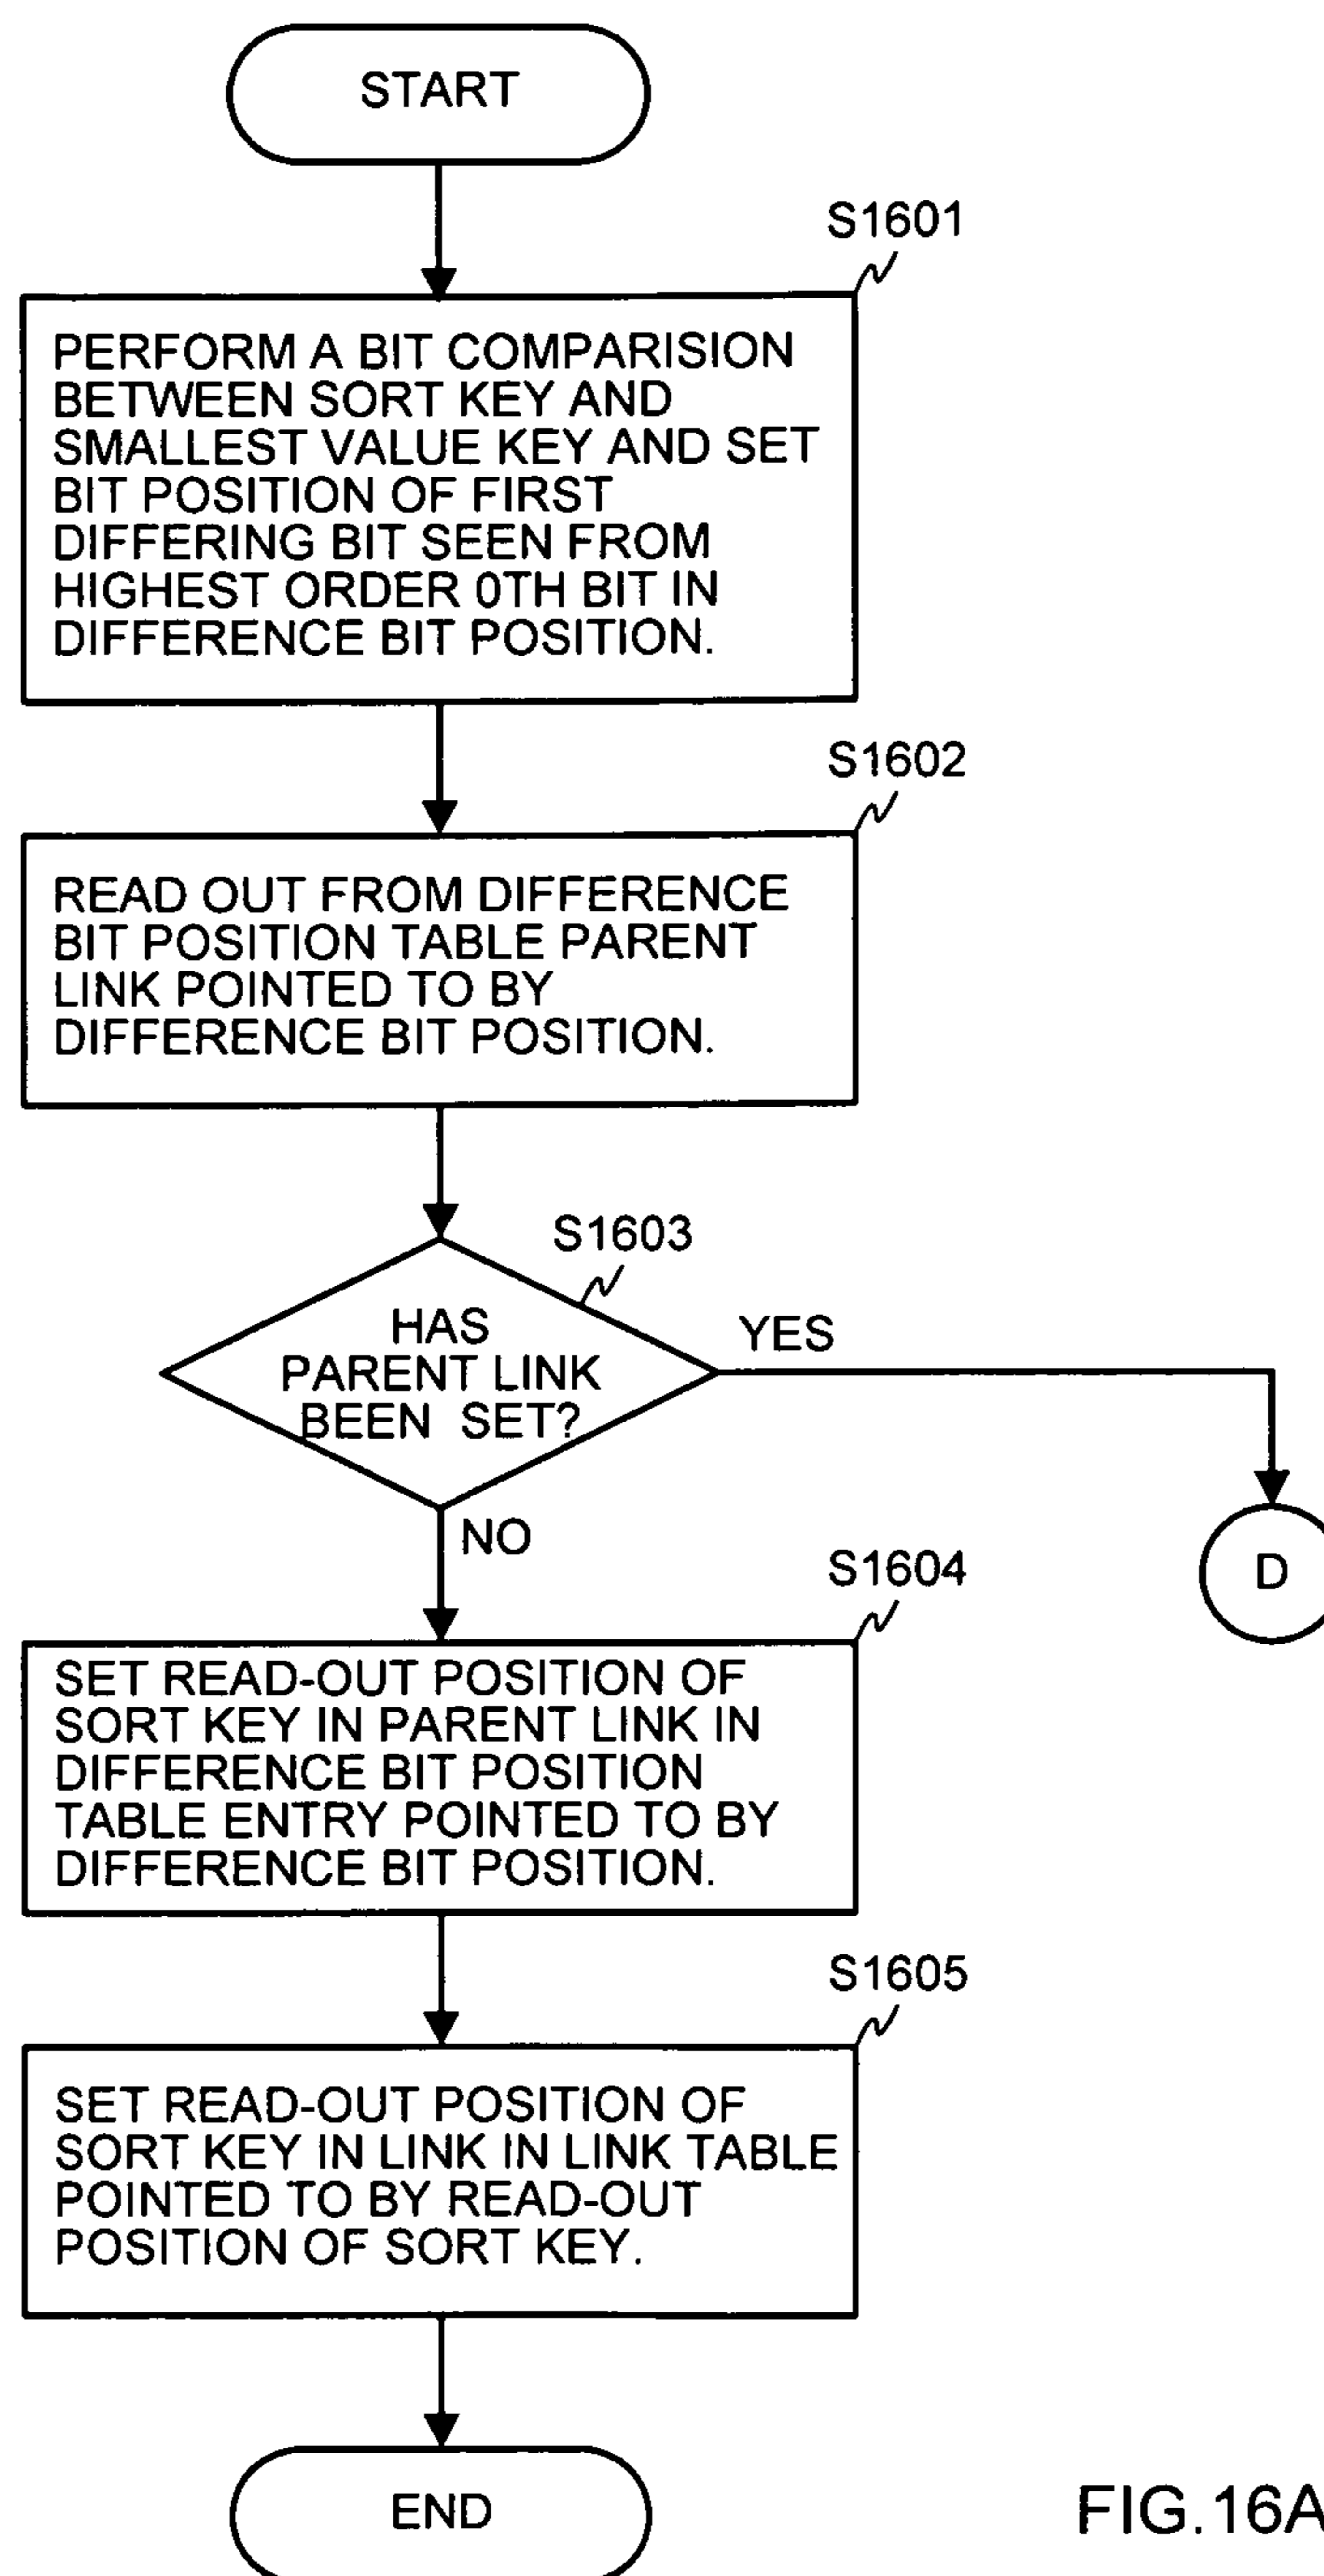 START
S1601
PERFORM A BIT COMPARISION
BETWEEN SORT KEY AND
SMALLEST VALUE KEY AND SET
BIT POSITION OF FIRST
DIFFERING BIT SEEN FROM
HIGHEST ORDER 0TH BIT IN
DIFFERENCE BIT POSITION.
S1602
READ OUT FROM DIFFERENCE
BIT POSITION TABLE PARENT
LINK POINTED TO BY
DIFFERENCE BIT POSITION.
S1603
HAS
PARENT LINK
BEEN SET?
YES
NO
D
S1604
SET READ-OUT POSITION OF
SORT KEY IN PARENT LINK IN
DIFFERENCE BIT POSITION
TABLE ENTRY POINTED TO BY
DIFFERENCE BIT POSITION.
S1605
SET READ-OUT POSITION OF
SORT KEY IN LINK IN LINK TABLE
POINTED TO BY READ-OUT
POSITION OF SORT KEY.
END
FIG.16A